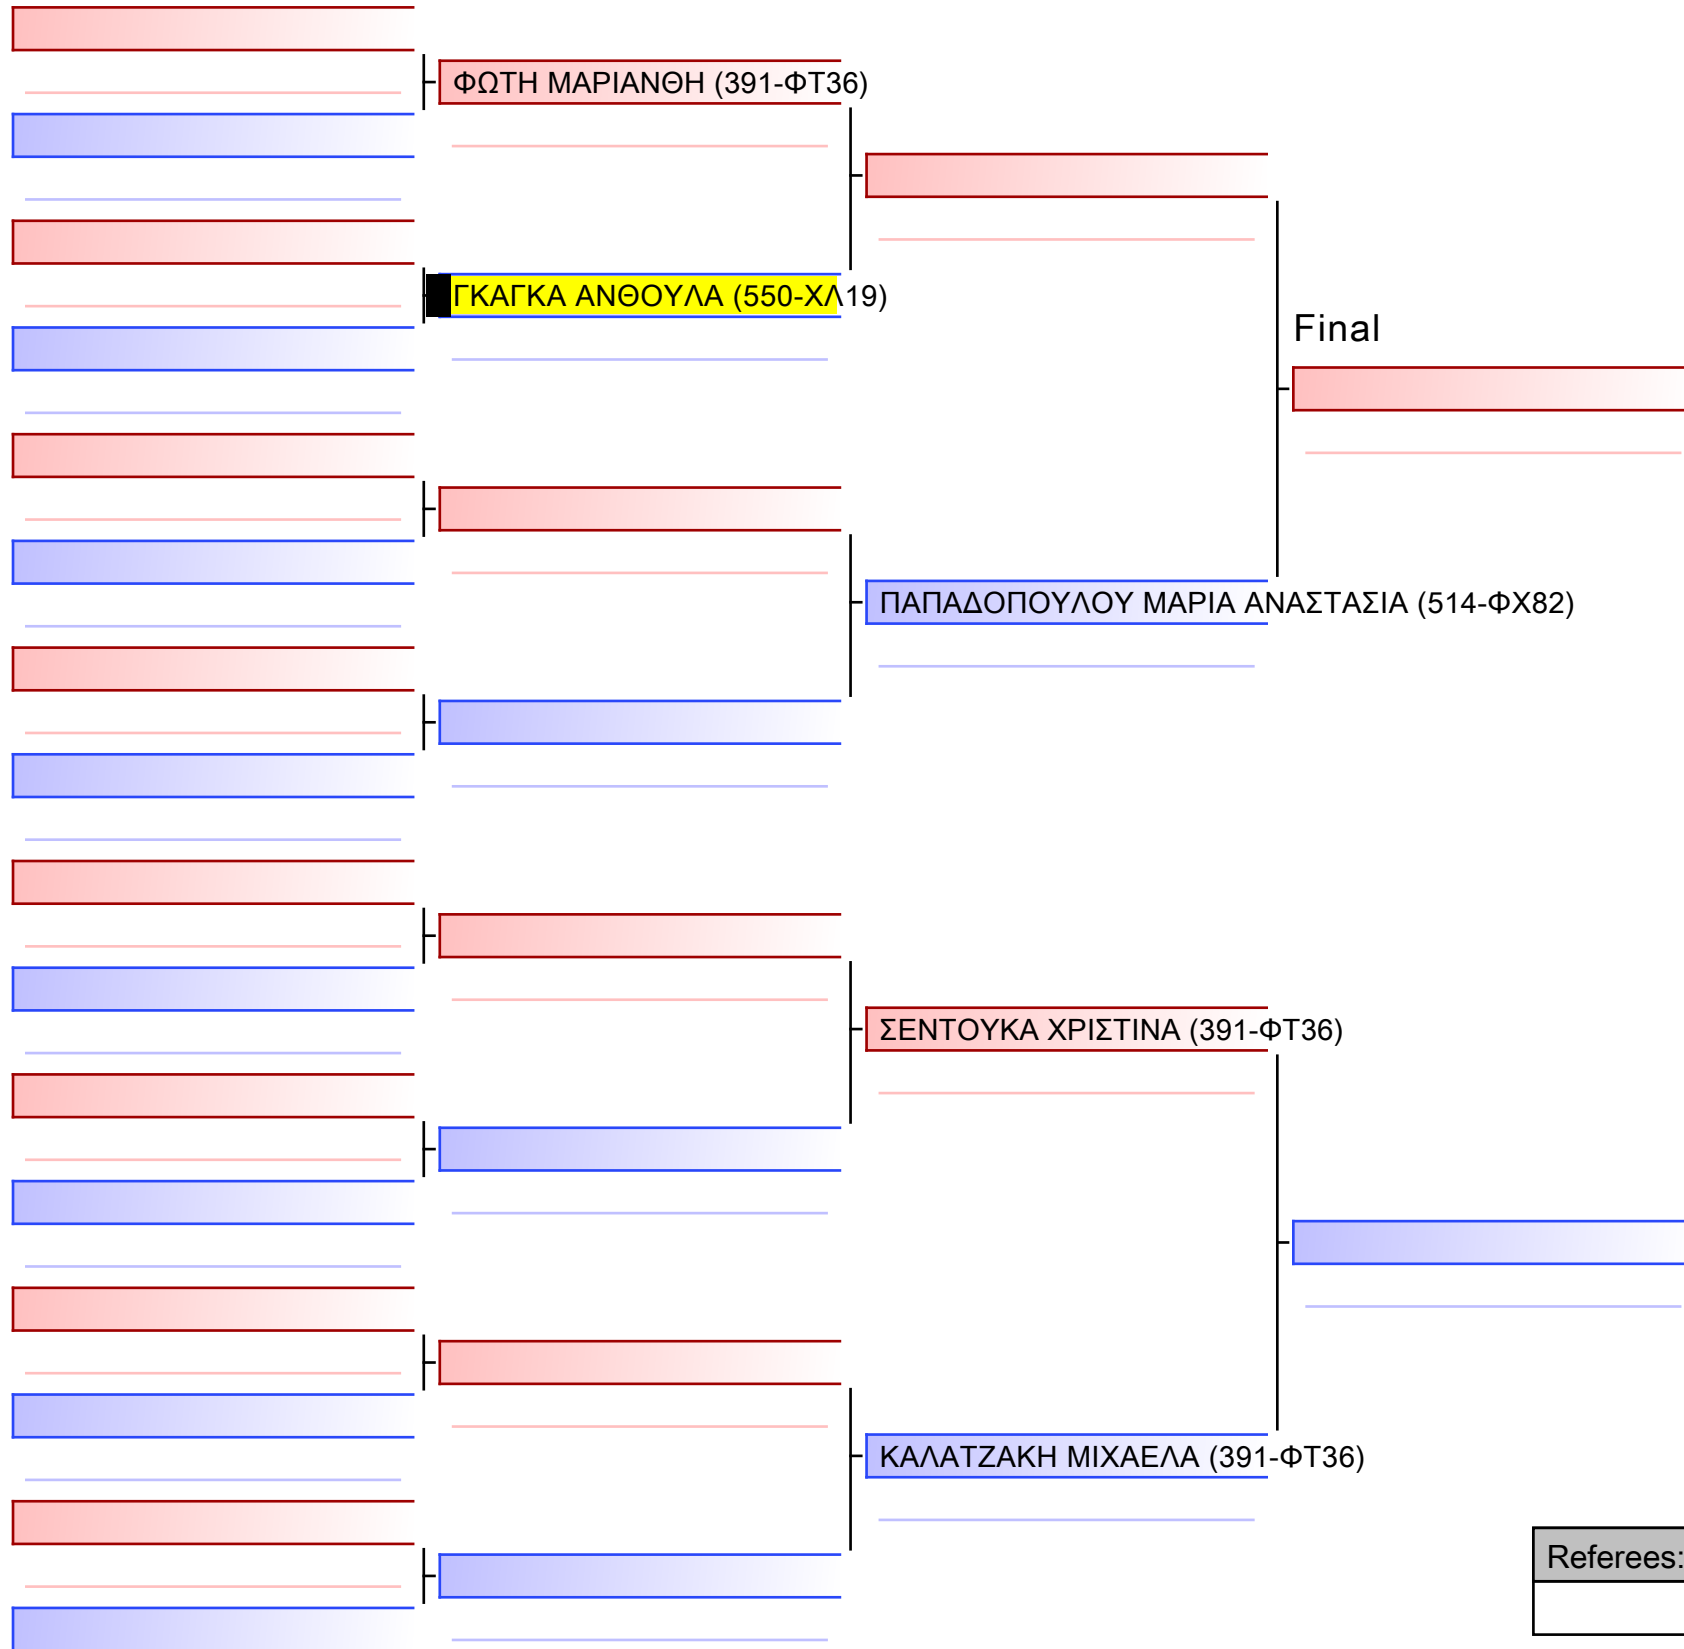 ΦΩΤΗ ΜΑΡΙΑΝΘΗ (391-ΦΤ36)
ΓΚΑΓΚΑ ΑΝΘΟΥΛΑ (550-ΧΛ19)
Final
ΠΑΠΑΔΟΠΟΥΛΟΥ ΜΑΡΙΑ ΑΝΑΣΤΑΣΙΑ (514-ΦΧ82)
ΣΕΝΤΟΥΚΑ ΧΡΙΣΤΙΝΑ (391-ΦΤ36)
ΚΑΛΑΤΖΑΚΗ ΜΙΧΑΕΛΑ (391-ΦΤ36)
Referees: